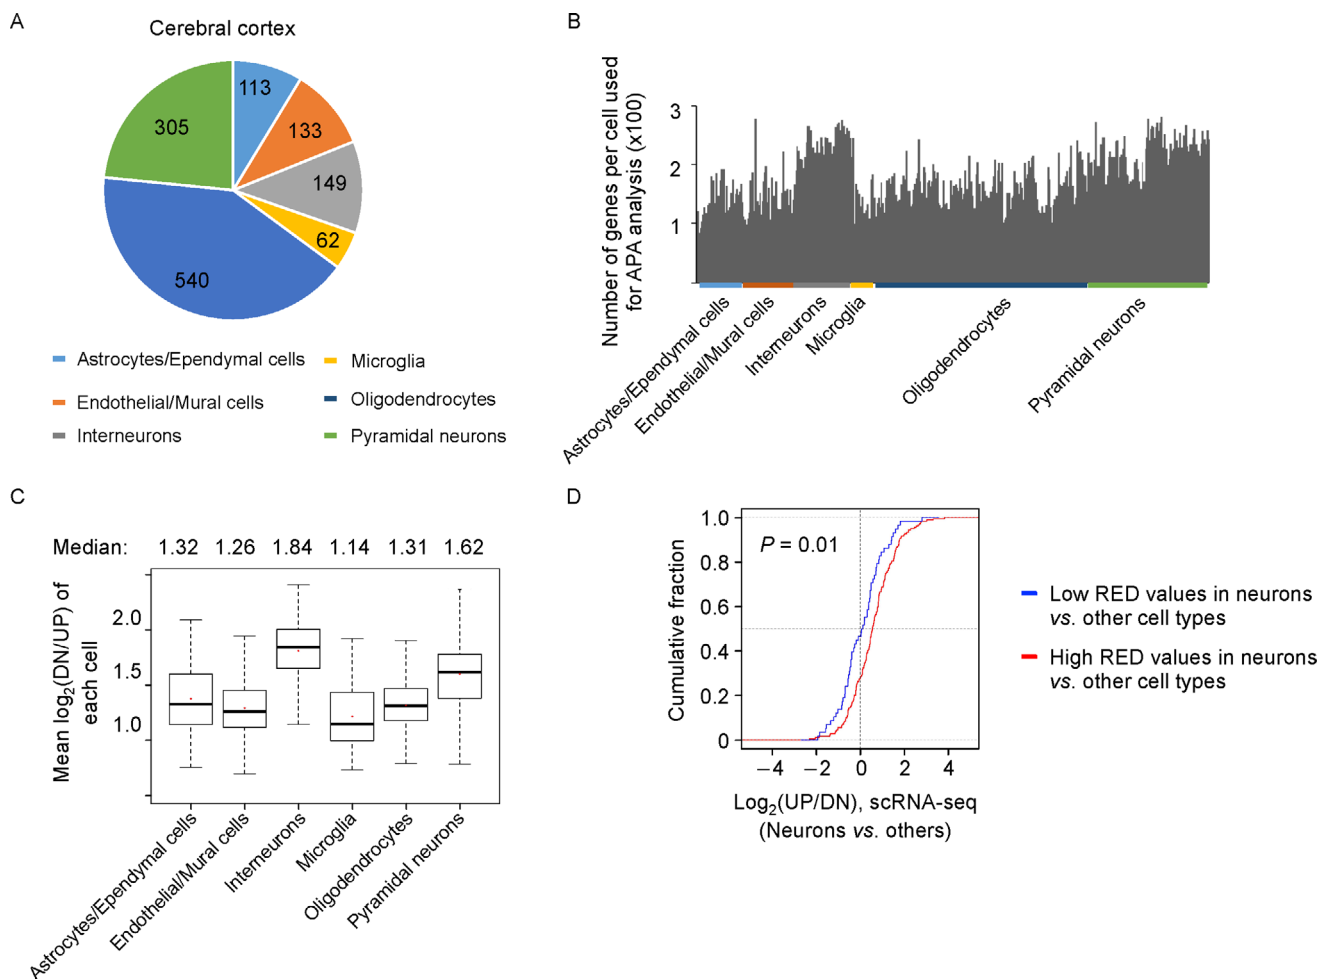 A
Cerebral cortex
113
133
149
62
540
305
Astrocytes/Ependymal cells
Endothelial/Mural cells
Interneurons
Microglia
Oligodendrocytes
Pyramidal neurons
B
Number of genes per cell used
for APA analysis (x100)
3
2
1
Astrocytes/Ependymal cells
Endothelial/Mural cells
Interneurons
Microglia
Oligodendrocytes
Pyramidal neurons
C
Median: 1.32 1.26 1.84 1.14 1.31 1.62
Mean log₂(DN/UP) of
each cell
2.0
1.5
1.0
Astrocytes/Ependymal cells
Endothelial/Mural cells
Interneurons
Microglia
Oligodendrocytes
Pyramidal neurons
D
P = 0.01
Cumulative fraction
1.0
0.8
0.6
0.4
0.2
0
−4 −2 0 2 4
Log₂(UP/DN), scRNA-seq
(Neurons vs. others)
Low RED values in neurons
vs. other cell types
High RED values in neurons
vs. other cell types